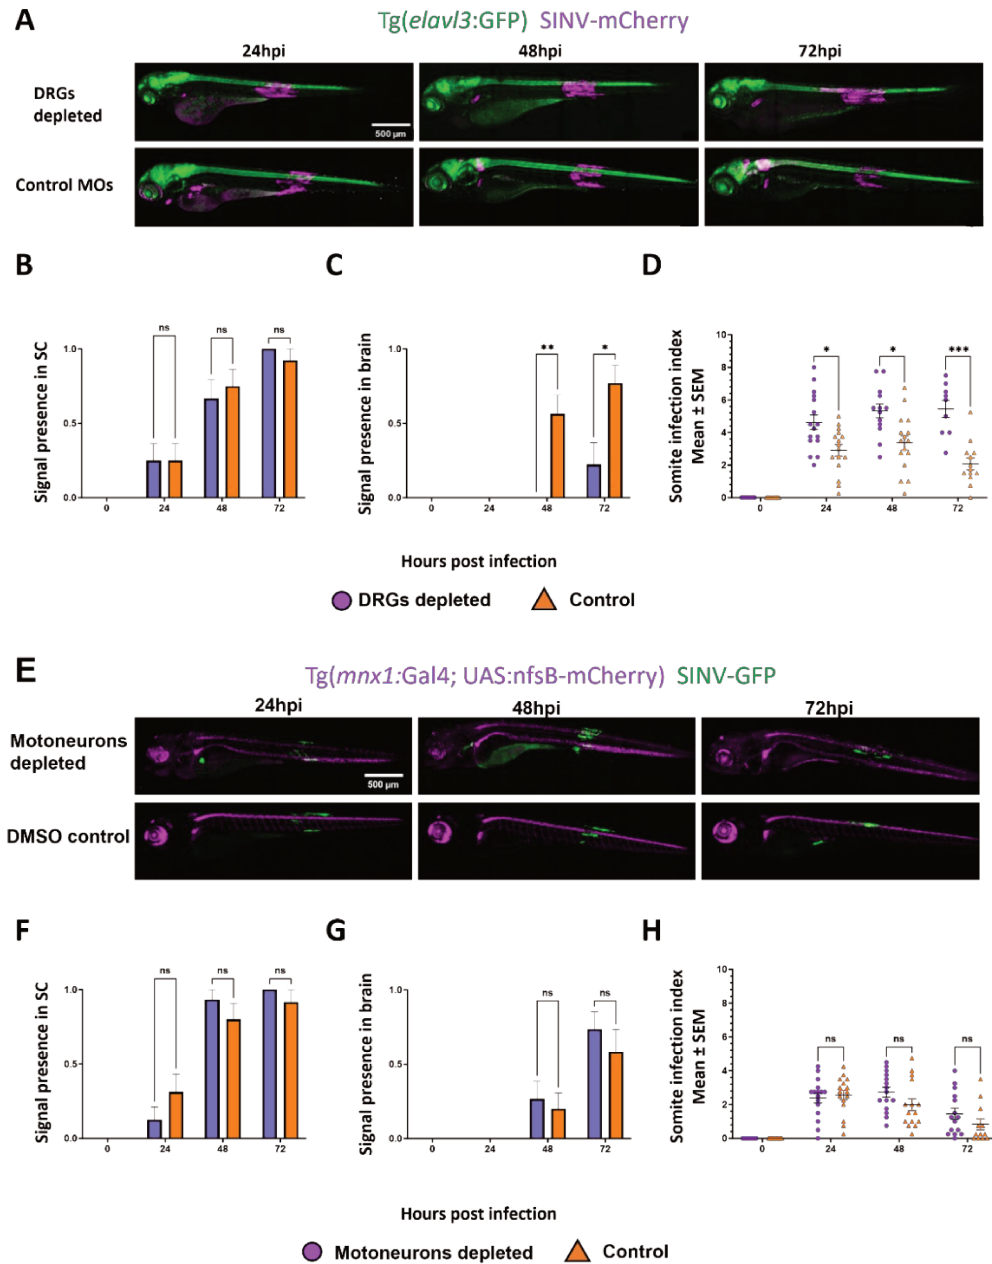 A
Tg(elavl3:GFP) SINV-mCherry
24hpi 48hpi 72hpi
DRGs
depleted
500 µm
Control MOs
B C D
Signal presence in SC
1.0
0.5
0.0
ns ns ns
0 24 48 72
Signal presence in brain
1.0
0.5
0.0
** *
0 24 48 72
Somite infection index
Mean ± SEM
10
8
6
4
2
0
* * ***
0 24 48 72
Hours post infection
DRGs depleted Control
E
Tg(mnx1:Gal4; UAS:nfsB-mCherry) SINV-GFP
24hpi 48hpi 72hpi
Motoneurons
depleted
500 µm
DMSO control
F G H
Signal presence in SC
1.0
0.5
0.0
ns ns ns
0 24 48 72
Signal presence in brain
1.0
0.5
0.0
ns ns
0 24 48 72
Somite infection index
Mean ± SEM
10
8
6
4
2
0
ns ns ns
0 24 48 72
Hours post infection
Motoneurons depleted Control